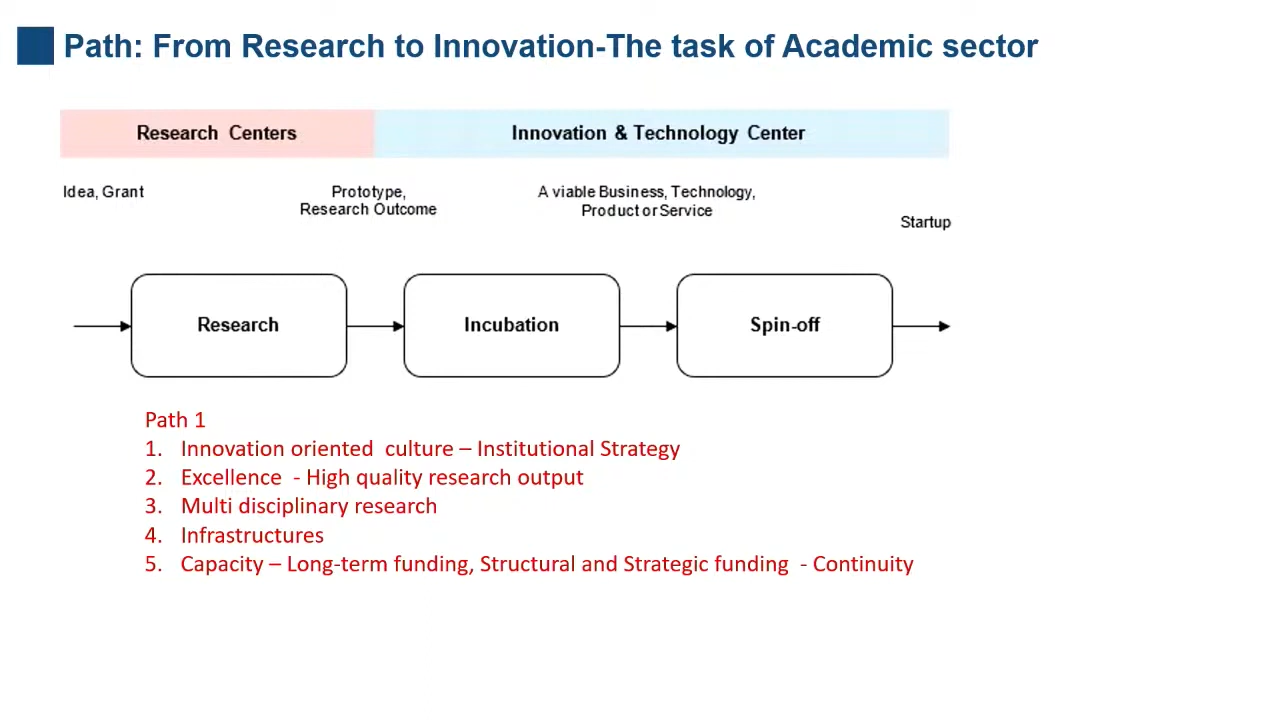 Path: From Research to Innovation-The task of Academic sector
Research Centers
Innovation & Technology Center
Idea, Grant
Prototype,
Research Outcome
A viable Business, Technology,
Product or Service
Startup
Research
Incubation
Spin-off
Path 1
1. Innovation oriented culture – Institutional Strategy
2. Excellence - High quality research output
3. Multi disciplinary research
4. Infrastructures
5. Capacity – Long-term funding, Structural and Strategic funding - Continuity